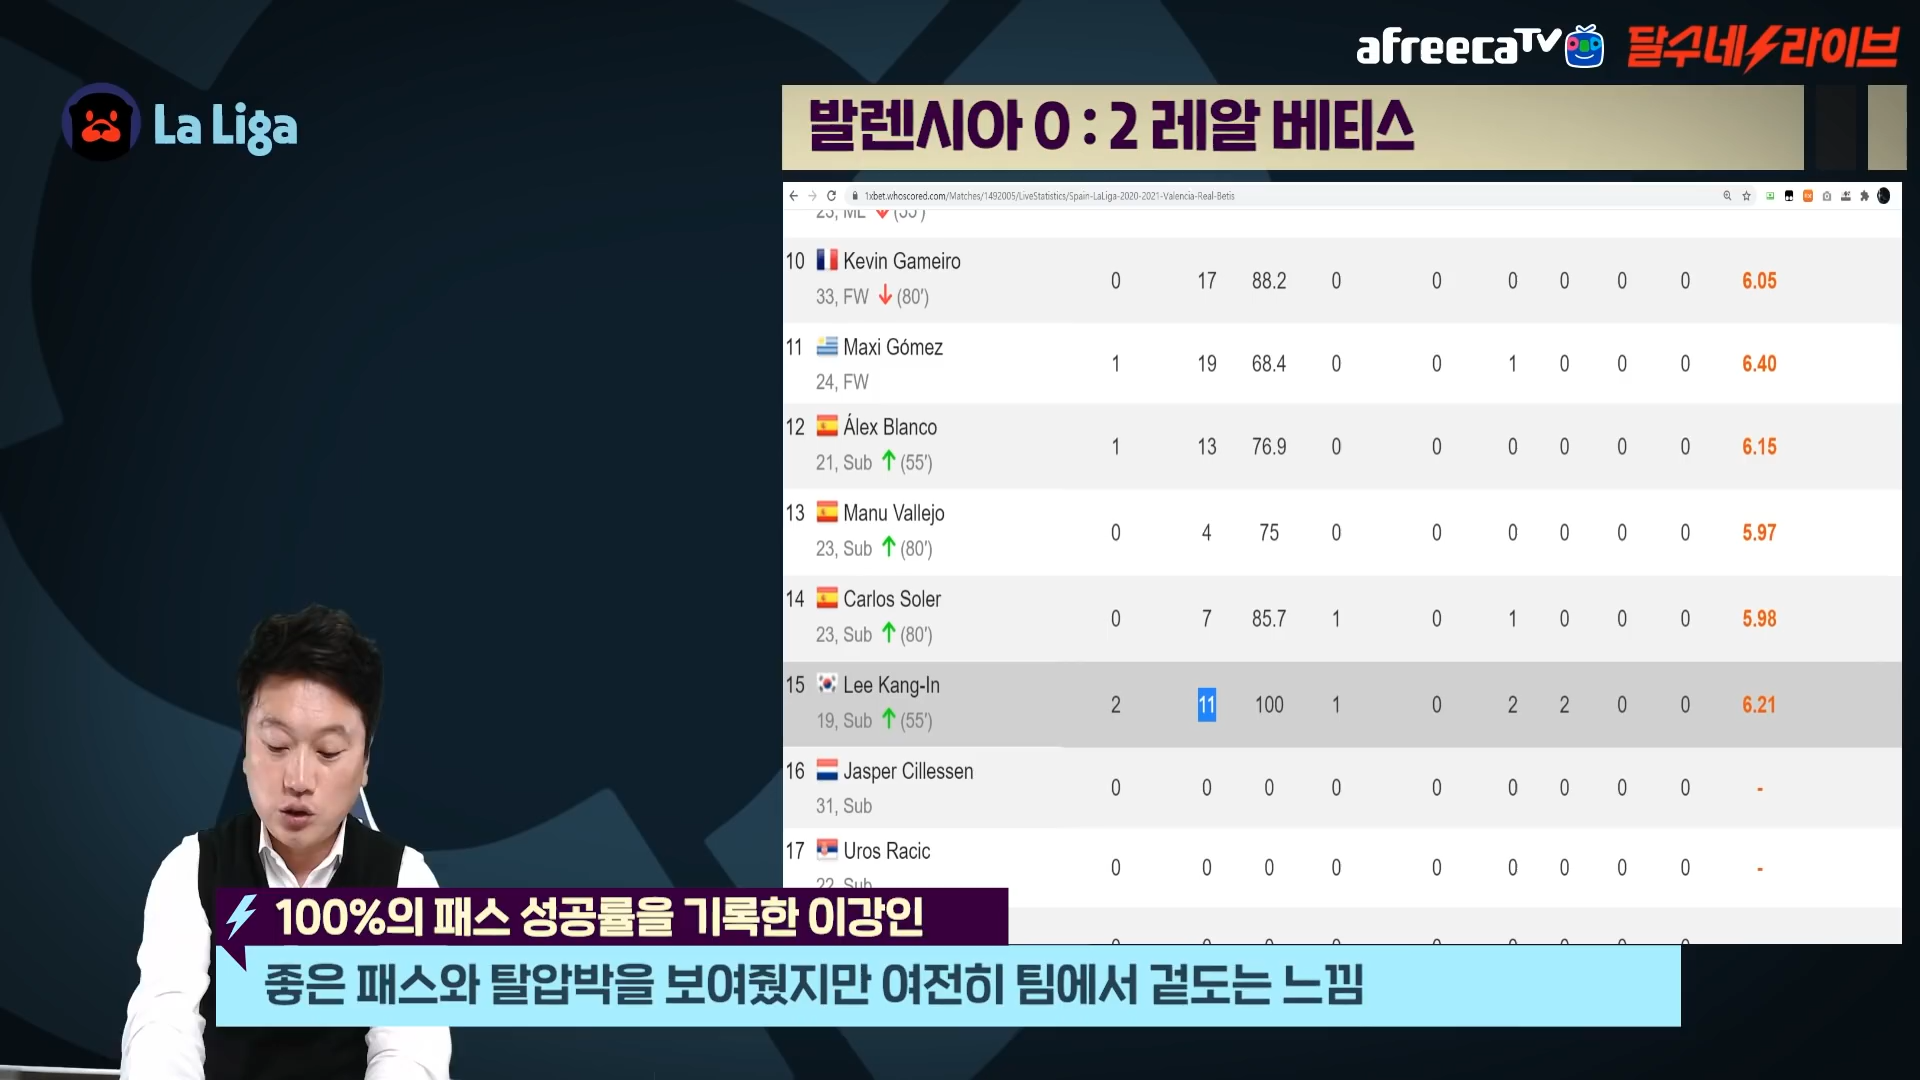 afreecaTV 달수네라이브
La Liga
발렌시아 0 : 2 레알 베티스
1xbet.whoscored.com/Matches/1492005/LiveStatistics/Spain-LaLiga-2020-2021-Valencia-Real-Betis
10 Kevin Gameiro 0 17 88.2 0 0 0 0 0 0 6.05
33, FW (80')
11 Maxi Gómez 1 19 68.4 0 0 1 0 0 0 6.40
24, FW
12 Álex Blanco 1 13 76.9 0 0 0 0 0 0 6.15
21, Sub (55')
13 Manu Vallejo 0 4 75 0 0 0 0 0 0 5.97
23, Sub (80')
14 Carlos Soler 0 7 85.7 1 0 1 0 0 0 5.98
23, Sub (80')
15 Lee Kang-In 2 11 100 1 0 2 2 0 0 6.21
19, Sub (55')
16 Jasper Cillessen 0 0 0 0 0 0 0 0 0 -
31, Sub
17 Uros Racic 0 0 0 0 0 0 0 0 0 -
22, Sub
100%의 패스 성공률을 기록한 이강인
좋은 패스와 탈압박을 보여줬지만 여전히 팀에서 겉도는 느낌